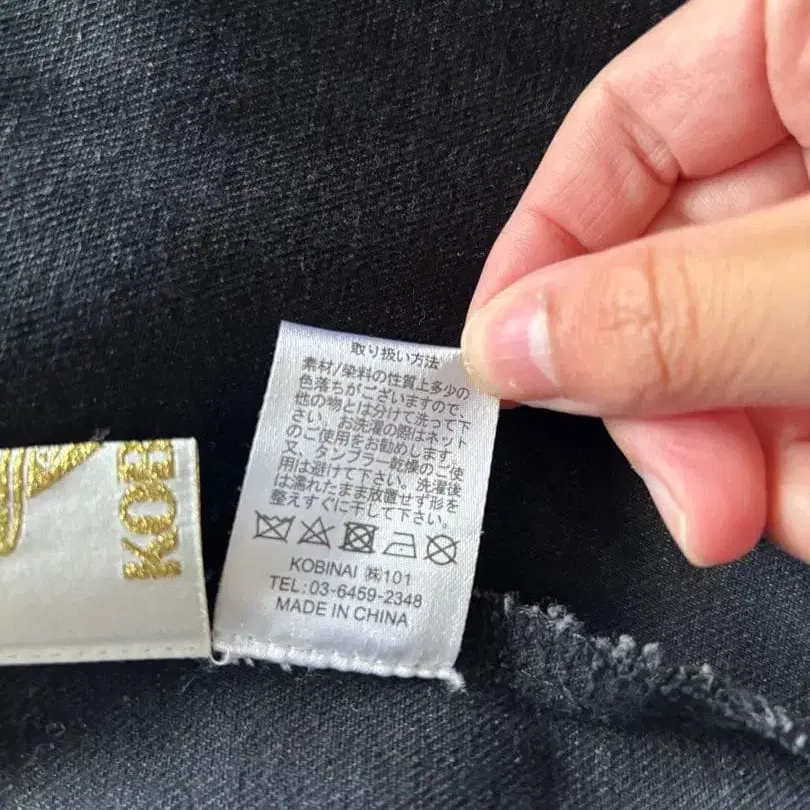 取り扱い方法
素材/染料の性質上多少の
色落ちがございますので、
他の物とは分けて洗って下
さい。お洗濯の際はネット
のご使用をお勧めします。
又、タンブラー乾燥のご使
用は避けて下さい。洗濯後
は濡れたまま放置せず形を
整えすぐに干して下さい。
KOBINAI ㈱101
TEL:03-6459-2348
MADE IN CHINA
KOB